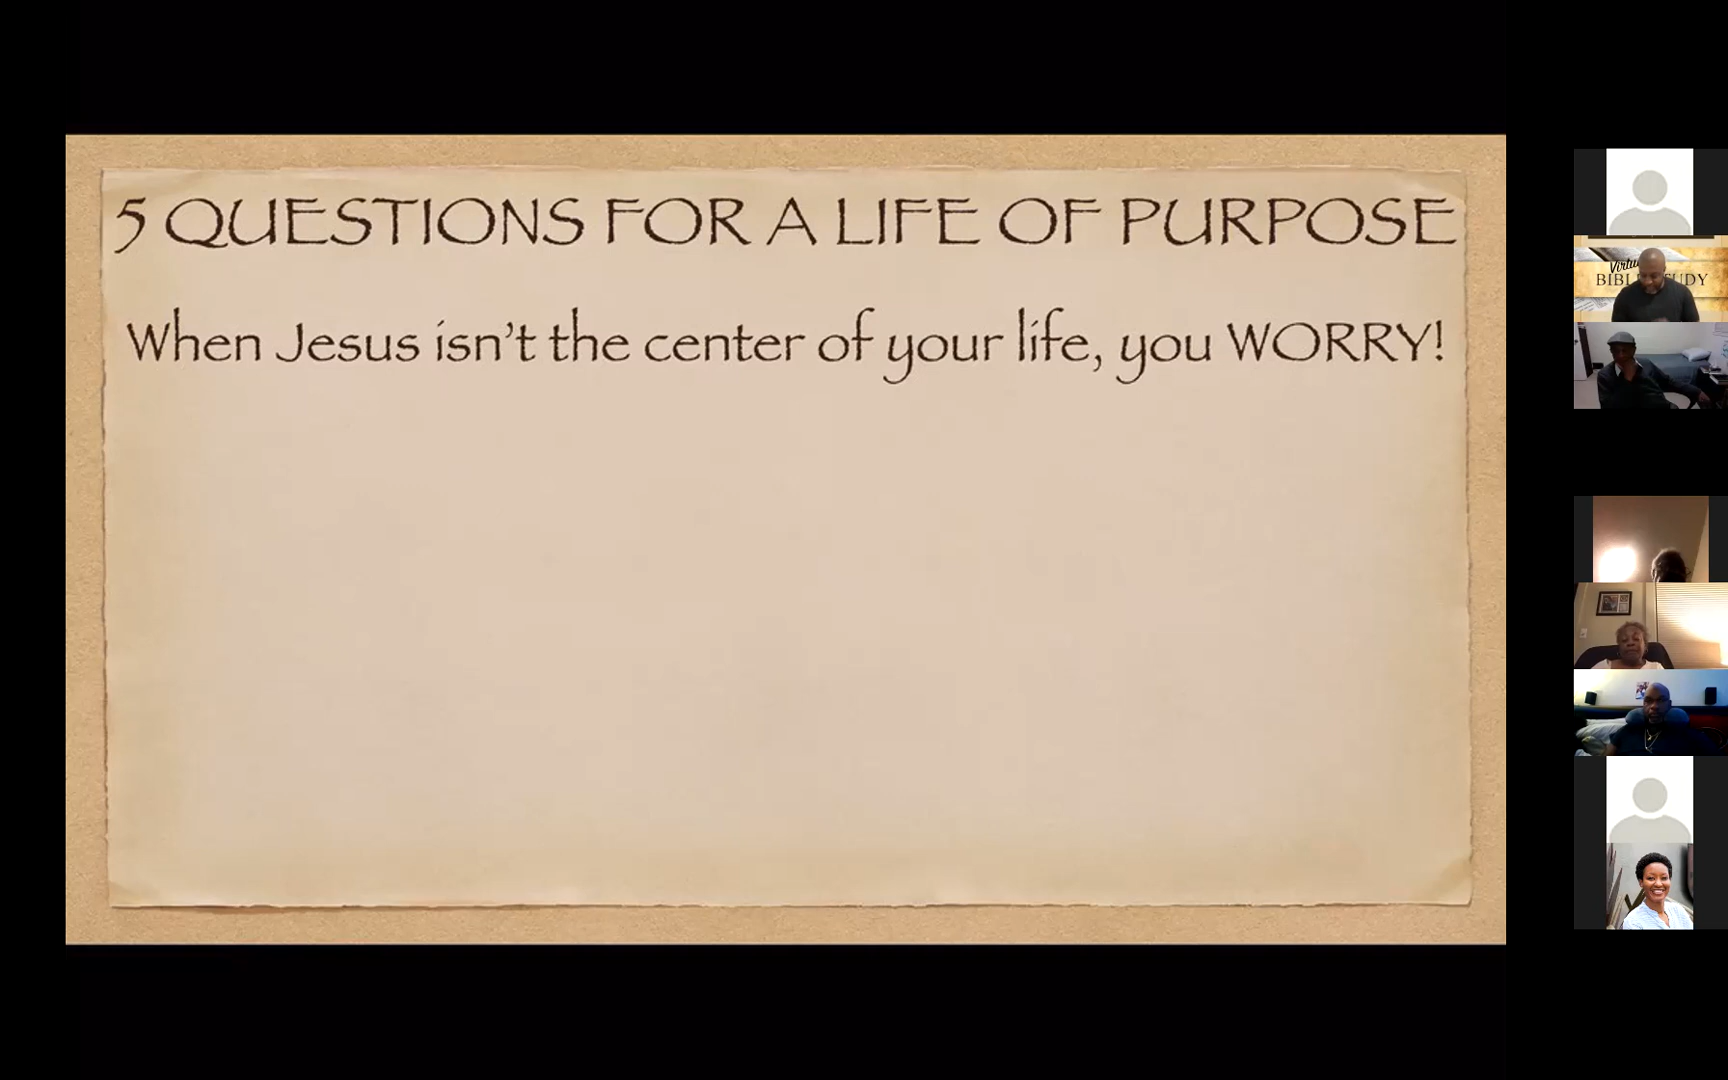 5 QUESTIONS FOR A LIFE OF PURPOSE
When Jesus isn't the center of your life, you WORRY!